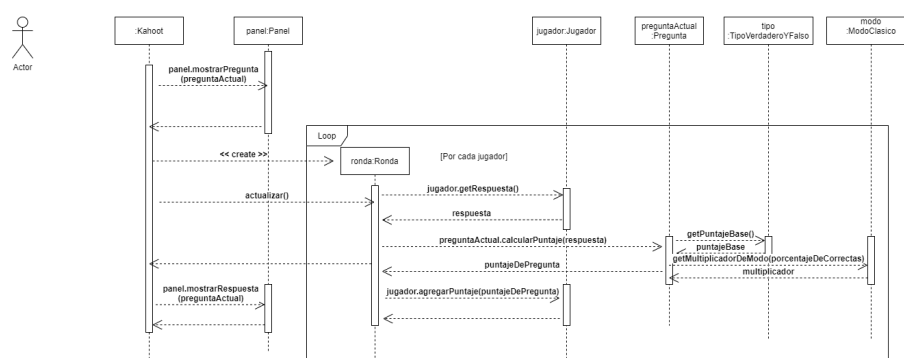 Actor
:Kahoot
panel:Panel
jugador:Jugador
preguntaActual
:Pregunta
tipo
:TipoVerdaderoYFalso
modo
:ModoClasico
panel.mostrarPregunta
(preguntaActual)
Loop
<< create >>
ronda:Ronda
[Por cada jugador]
actualizar()
jugador.getRespuesta()
respuesta
preguntaActual.calcularPuntaje(respuesta)
getPuntajeBase()
puntajeBase
getMultiplicadorDeModo(porcentajeDeCorrectas)
puntajeDePregunta
multiplicador
panel.mostrarRespuesta
(preguntaActual)
jugador.agregarPuntaje(puntajeDePregunta)